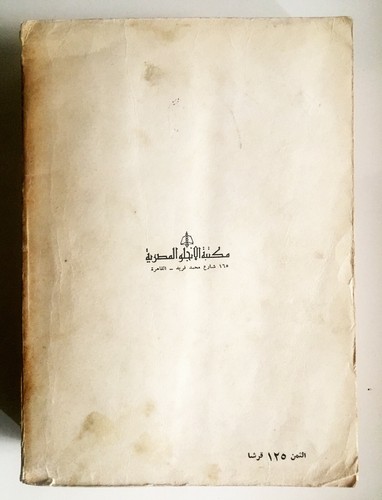 مكتبة الأنجلو المصرية
١٦٥ شارع محمد فريد - القاهرة
الثمن ١٢٥ قرشا